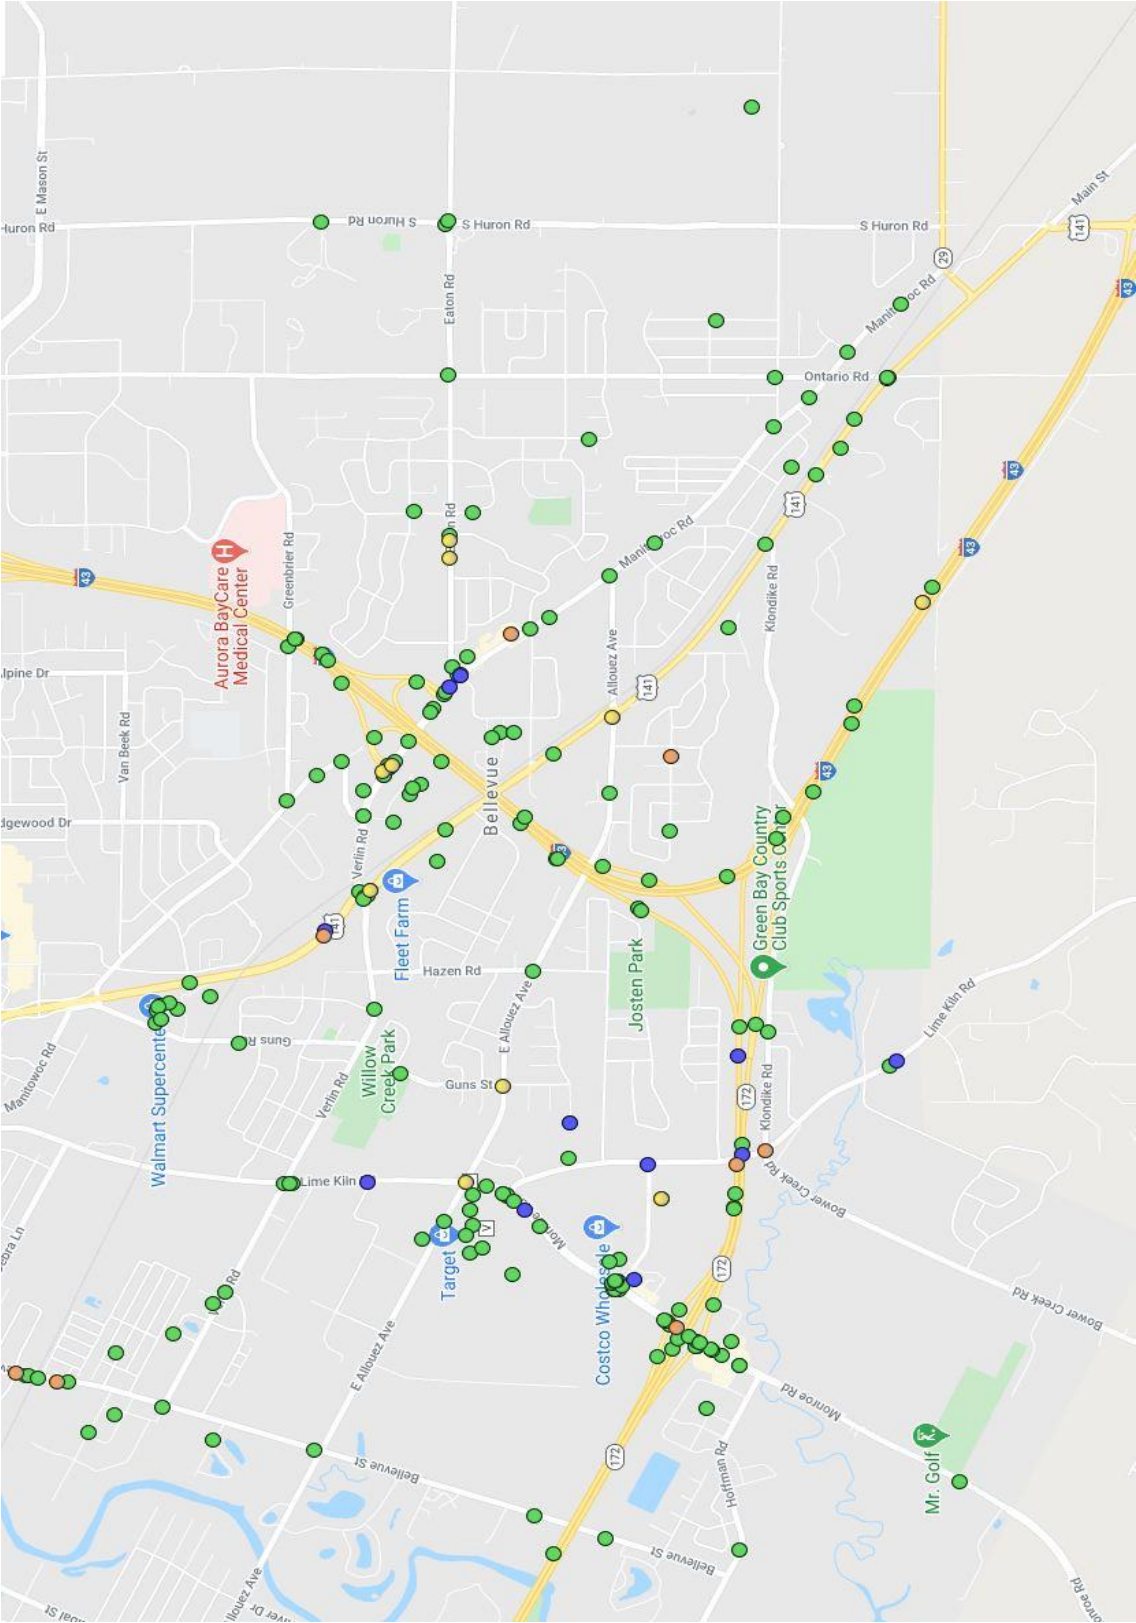 E Mason St
Huron Rd
S Huron Rd
S Huron Rd
S Huron Rd
Main St
141
29
Manitowoc Rd
43
Eaton Rd
Ontario Rd
43
141
43
43
Aurora BayCare
Medical Center
H
Greenbrier Rd
Manitowoc Rd
Klondike Rd
Alpine Dr
Van Beek Rd
Allouez Ave
141
43
Bellevue
Verlin Rd
Green Bay Country
Club Sports Center
141
Fleet Farm
Hazen Rd
Josten Park
E Allouez Ave
Lime Kiln Rd
Walmart Supercenter
Manitowoc Rd
Guns Rd
Verlin Rd
Willow
Creek Park
Guns St
172
Klondike Rd
Lime Kiln
Bower Creek Rd
V
Target
Costco Wholesale
172
Bower Creek Rd
E Allouez Ave
Monroe Rd
Bellevue St
172
Hoffman Rd
Mr. Golf
Bellevue St